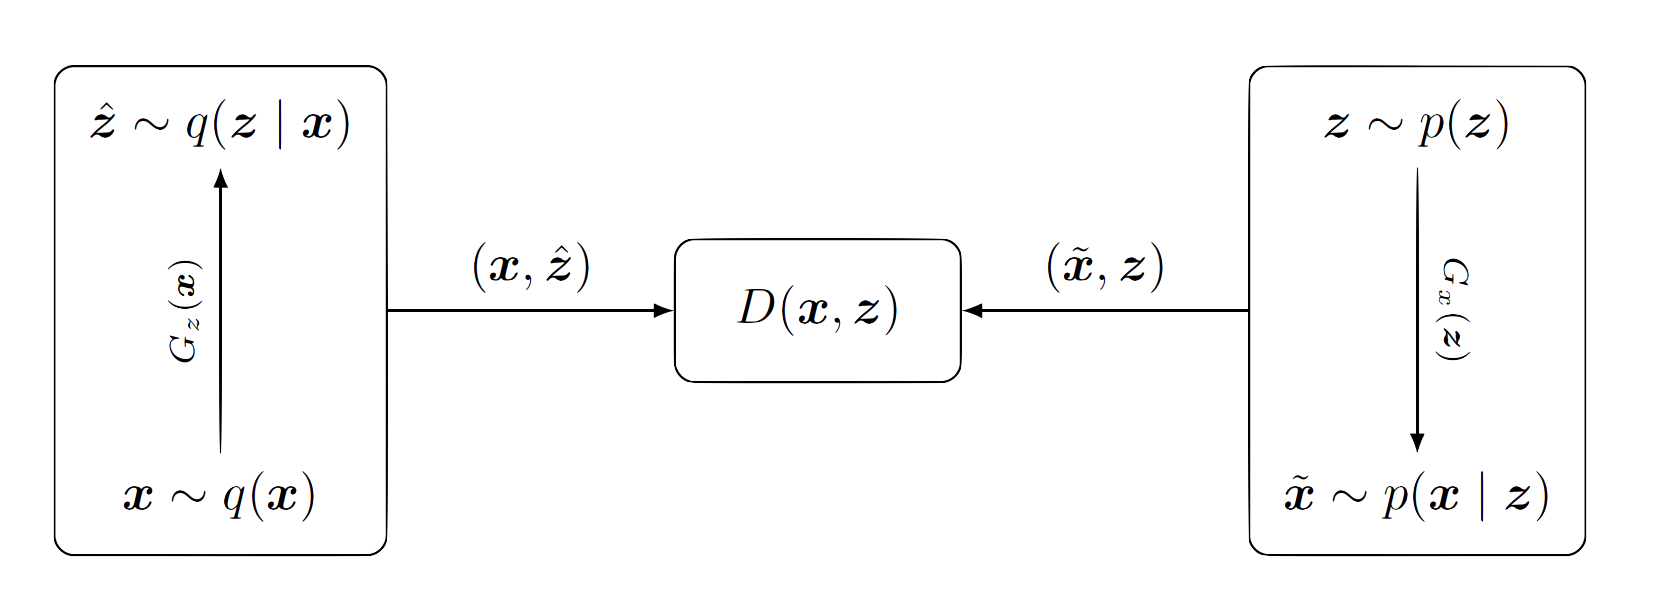 ẑ ∼ q(z | x)
G_z(x)
x ∼ q(x)
(x, ẑ)
D(x, z)
(x̃, z)
z ∼ p(z)
G_x(z)
x̃ ∼ p(x | z)